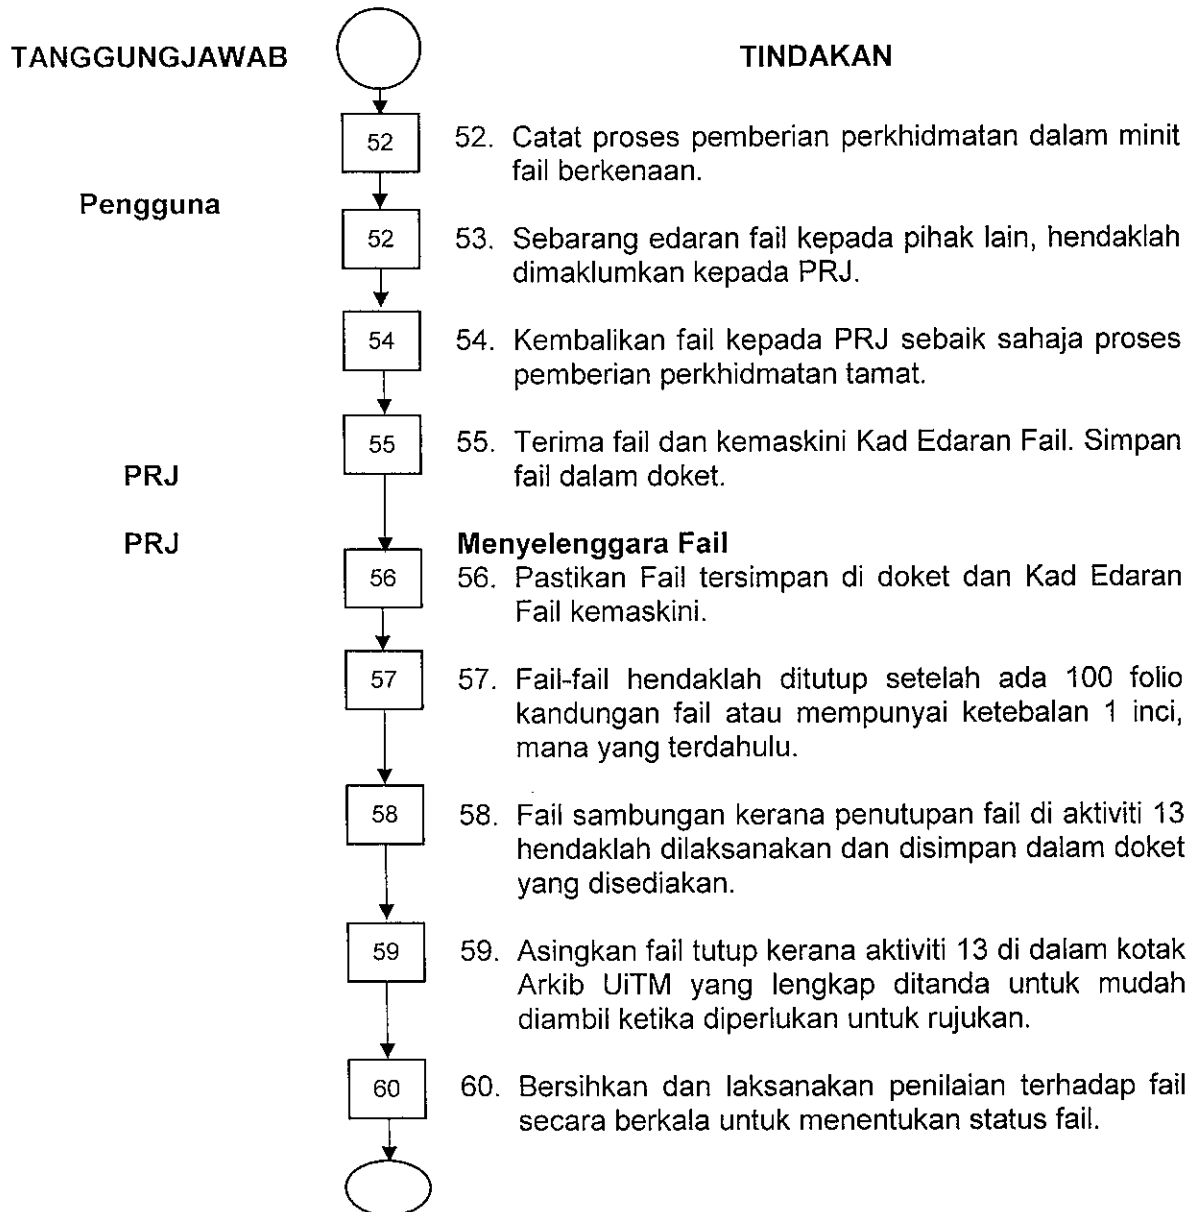 TANGGUNGJAWAB
TINDAKAN
52
52. Catat proses pemberian perkhidmatan dalam minit
fail berkenaan.
Pengguna
52
53. Sebarang edaran fail kepada pihak lain, hendaklah
dimaklumkan kepada PRJ.
54
54. Kembalikan fail kepada PRJ sebaik sahaja proses
pemberian perkhidmatan tamat.
55
55. Terima fail dan kemaskini Kad Edaran Fail. Simpan
fail dalam doket.
PRJ
PRJ
Menyelenggara Fail
56
56. Pastikan Fail tersimpan di doket dan Kad Edaran
Fail kemaskini.
57
57. Fail-fail hendaklah ditutup setelah ada 100 folio
kandungan fail atau mempunyai ketebalan 1 inci,
mana yang terdahulu.
58
58. Fail sambungan kerana penutupan fail di aktiviti 13
hendaklah dilaksanakan dan disimpan dalam doket
yang disediakan.
59
59. Asingkan fail tutup kerana aktiviti 13 di dalam kotak
Arkib UiTM yang lengkap ditanda untuk mudah
diambil ketika diperlukan untuk rujukan.
60
60. Bersihkan dan laksanakan penilaian terhadap fail
secara berkala untuk menentukan status fail.